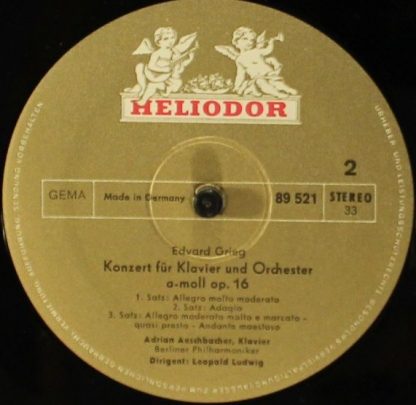 HELIODOR
2
GEMA Made in Germany 89 521 STEREO 33
Edvard Grieg
Konzert für Klavier und Orchester
a-moll op. 16
1. Satz: Allegro molto moderato
2. Satz: Adagio
3. Satz: Allegro moderato molto e marcato -
quasi presto - Andante maestoso
Adrian Aeschbacher, Klavier
Berliner Philharmoniker
Dirigent: Leopold Ludwig